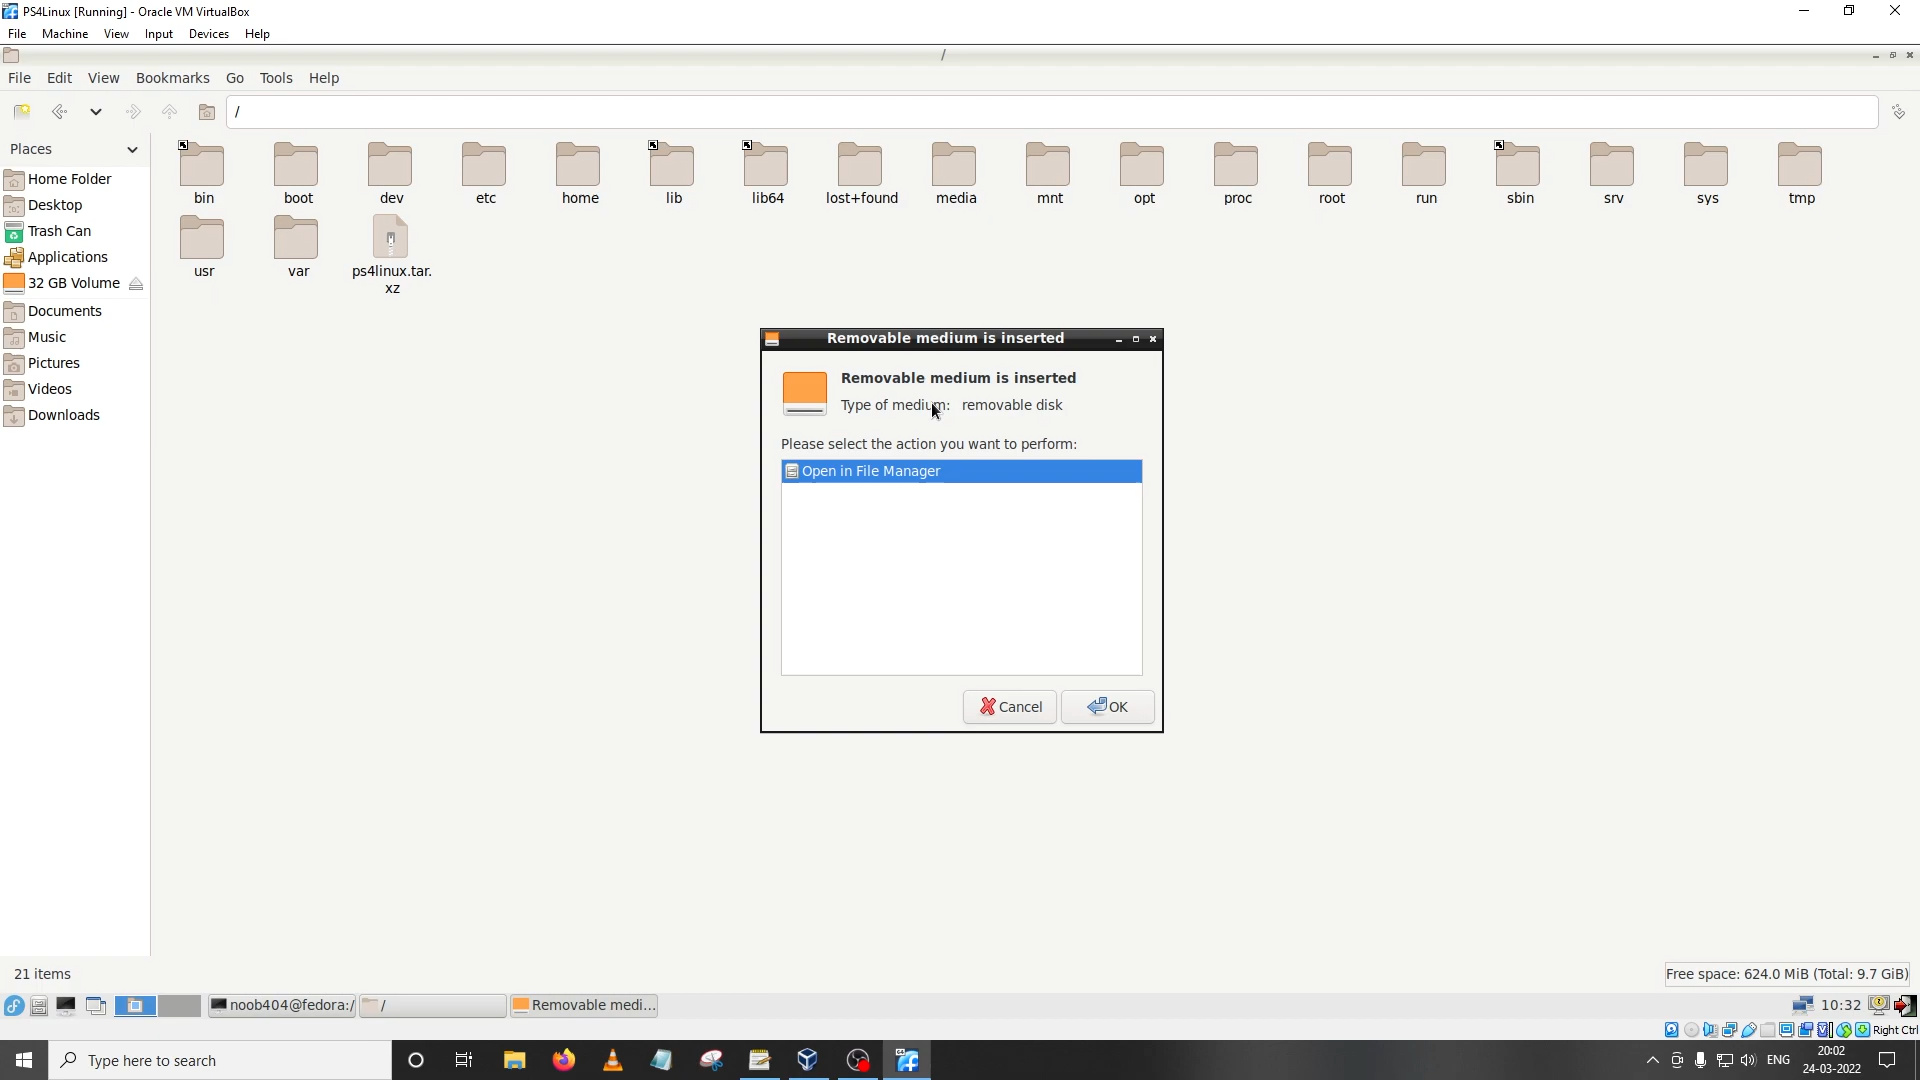 PS4Linux [Running] - Oracle VM VirtualBox
File Machine View Input Devices Help
/
File Edit View Bookmarks Go Tools Help
/
Places
Home Folder
Desktop
Trash Can
Applications
32 GB Volume
Documents
Music
Pictures
Videos
Downloads
bin boot dev etc home lib lib64 lost+found media mnt opt proc root run sbin srv sys tmp
usr var ps4linux.tar.
xz
Removable medium is inserted
Removable medium is inserted
Type of medium: removable disk
Please select the action you want to perform:
Open in File Manager
Cancel OK
21 items
Free space: 624.0 MiB (Total: 9.7 GiB)
noob404@fedora:/ / Removable medi... 10:32
Right Ctrl
Type here to search
ENG
20:02
24-03-2022